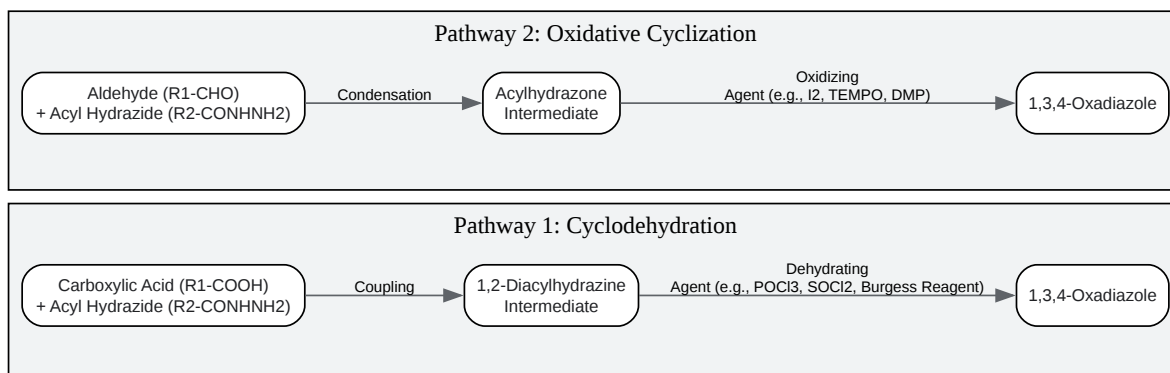 Pathway 2: Oxidative Cyclization
Aldehyde (R1-CHO)
+ Acyl Hydrazide (R2-CONHNH2)
Condensation
Acylhydrazone
Intermediate
Oxidizing
Agent (e.g., I2, TEMPO, DMP)
1,3,4-Oxadiazole
Pathway 1: Cyclodehydration
Carboxylic Acid (R1-COOH)
+ Acyl Hydrazide (R2-CONHNH2)
Coupling
1,2-Diacylhydrazine
Intermediate
Dehydrating
Agent (e.g., POCl3, SOCl2, Burgess Reagent)
1,3,4-Oxadiazole